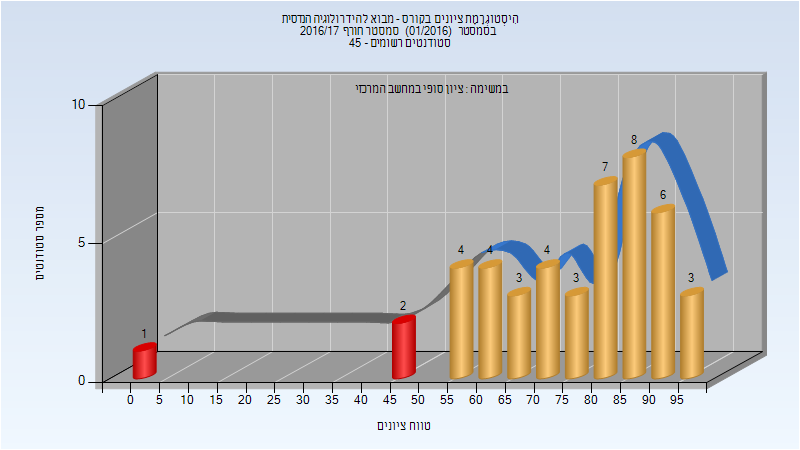 היסטוגרמת ציונים בקורס - מבוא להידרולוגיה הנדסית
בסמסטר (01/2016) סמסטר חורף 2016/17
סטודנטים רשומים - 45
במשימה : ציון סופי במחשב המרכזי
מספר סטודנטים
10
5
0
1
2
4
4
3
4
3
7
8
6
3
0 5 10 15 20 25 30 35 40 45 50 55 60 65 70 75 80 85 90 95
טווח ציונים